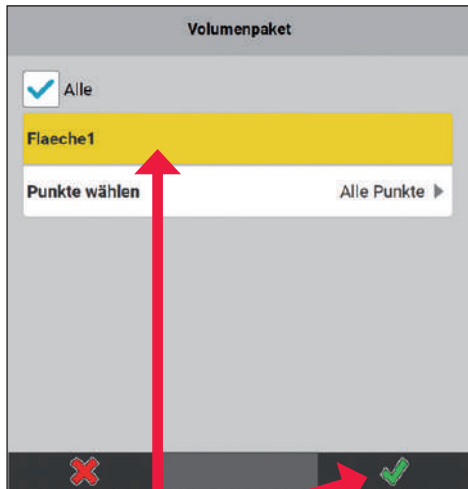 Volumenpaket
Alle
Flaeche1
Punkte wählen Alle Punkte